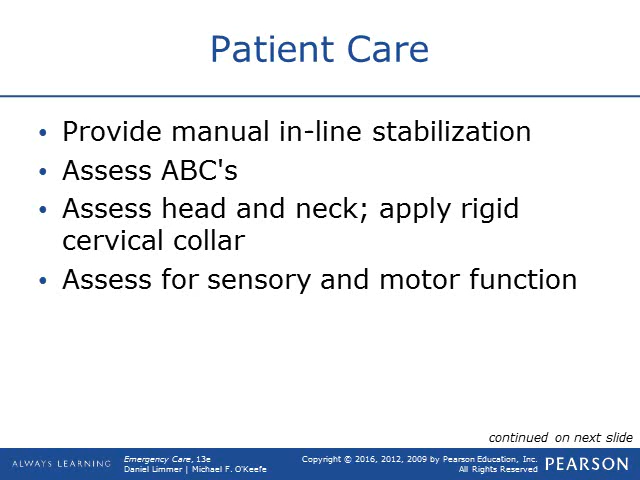 Patient Care
• Provide manual in-line stabilization
• Assess ABC's
• Assess head and neck; apply rigid
cervical collar
• Assess for sensory and motor function
continued on next slide
ALWAYS LEARNING
Emergency Care, 13e
Daniel Limmer | Michael F. O'Keefe
Copyright © 2016, 2012, 2009 by Pearson Education, Inc.
All Rights Reserved
PEARSON